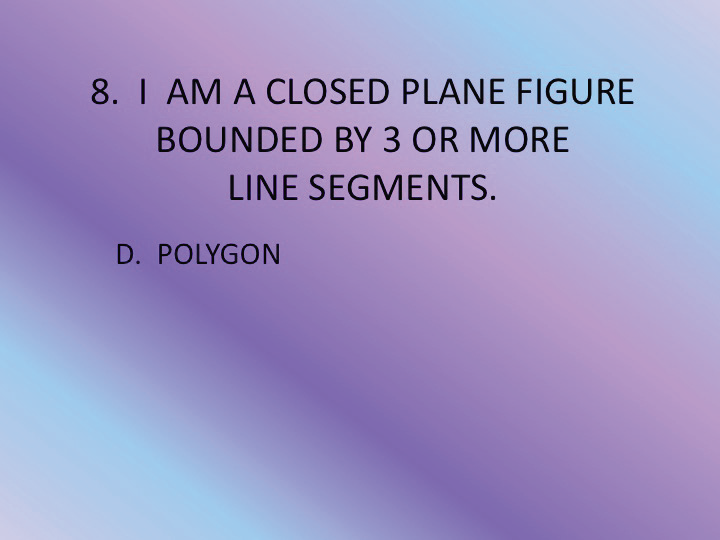 8. I AM A CLOSED PLANE FIGURE
BOUNDED BY 3 OR MORE
LINE SEGMENTS.
D. POLYGON